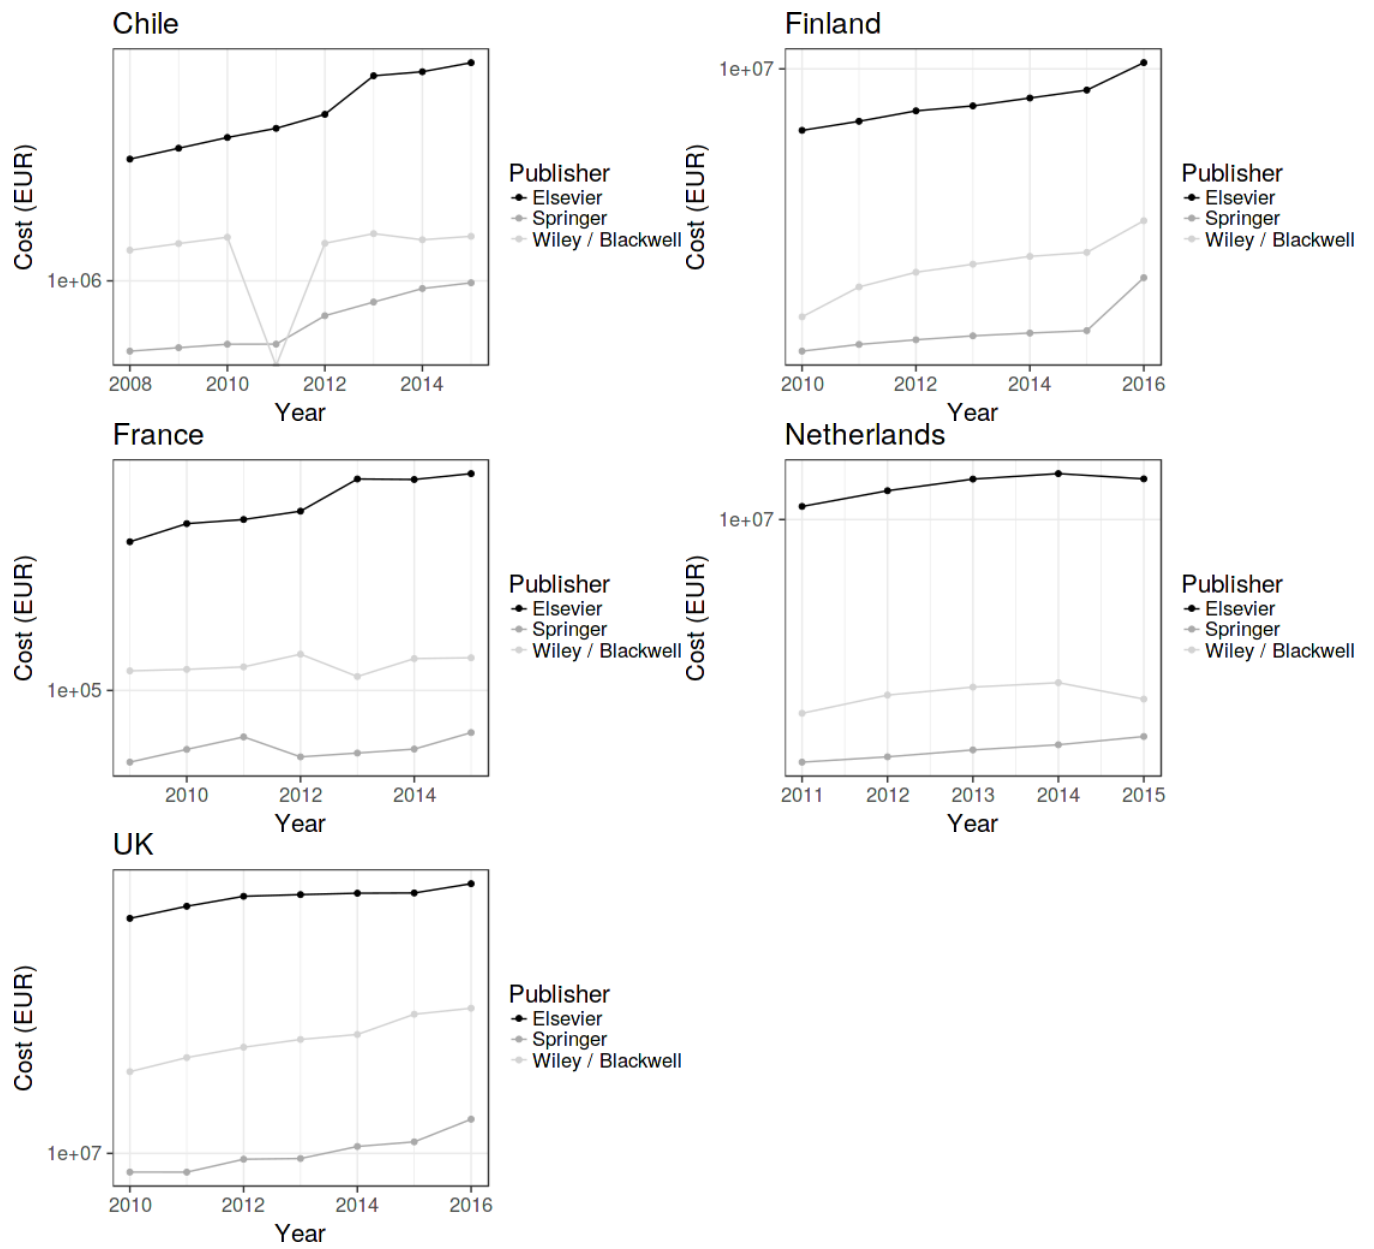 Chile
Cost (EUR)
1e+06
2008 2010 2012 2014
Year
Publisher
Elsevier
Springer
Wiley / Blackwell
Finland
Cost (EUR)
1e+07
2010 2012 2014 2016
Year
Publisher
Elsevier
Springer
Wiley / Blackwell
France
Cost (EUR)
1e+05
2010 2012 2014
Year
Publisher
Elsevier
Springer
Wiley / Blackwell
Netherlands
Cost (EUR)
1e+07
2011 2012 2013 2014 2015
Year
Publisher
Elsevier
Springer
Wiley / Blackwell
UK
Cost (EUR)
1e+07
2010 2012 2014 2016
Year
Publisher
Elsevier
Springer
Wiley / Blackwell